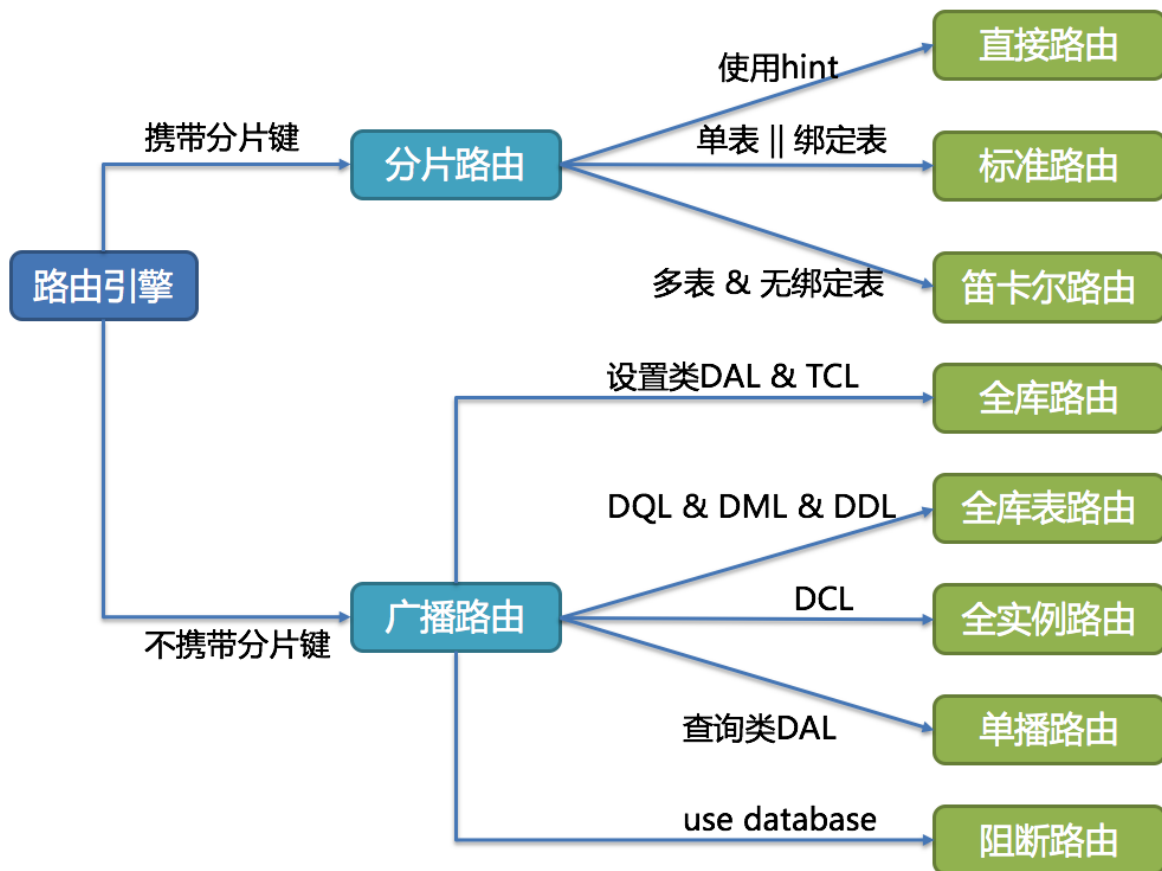 直接路由
使用hint
携带分片键
单表 || 绑定表
分片路由
标准路由
路由引擎
多表 & 无绑定表
笛卡尔路由
设置类DAL & TCL
全库路由
DQL & DML & DDL
全库表路由
广播路由
DCL
全实例路由
不携带分片键
查询类DAL
单播路由
use database
阻断路由